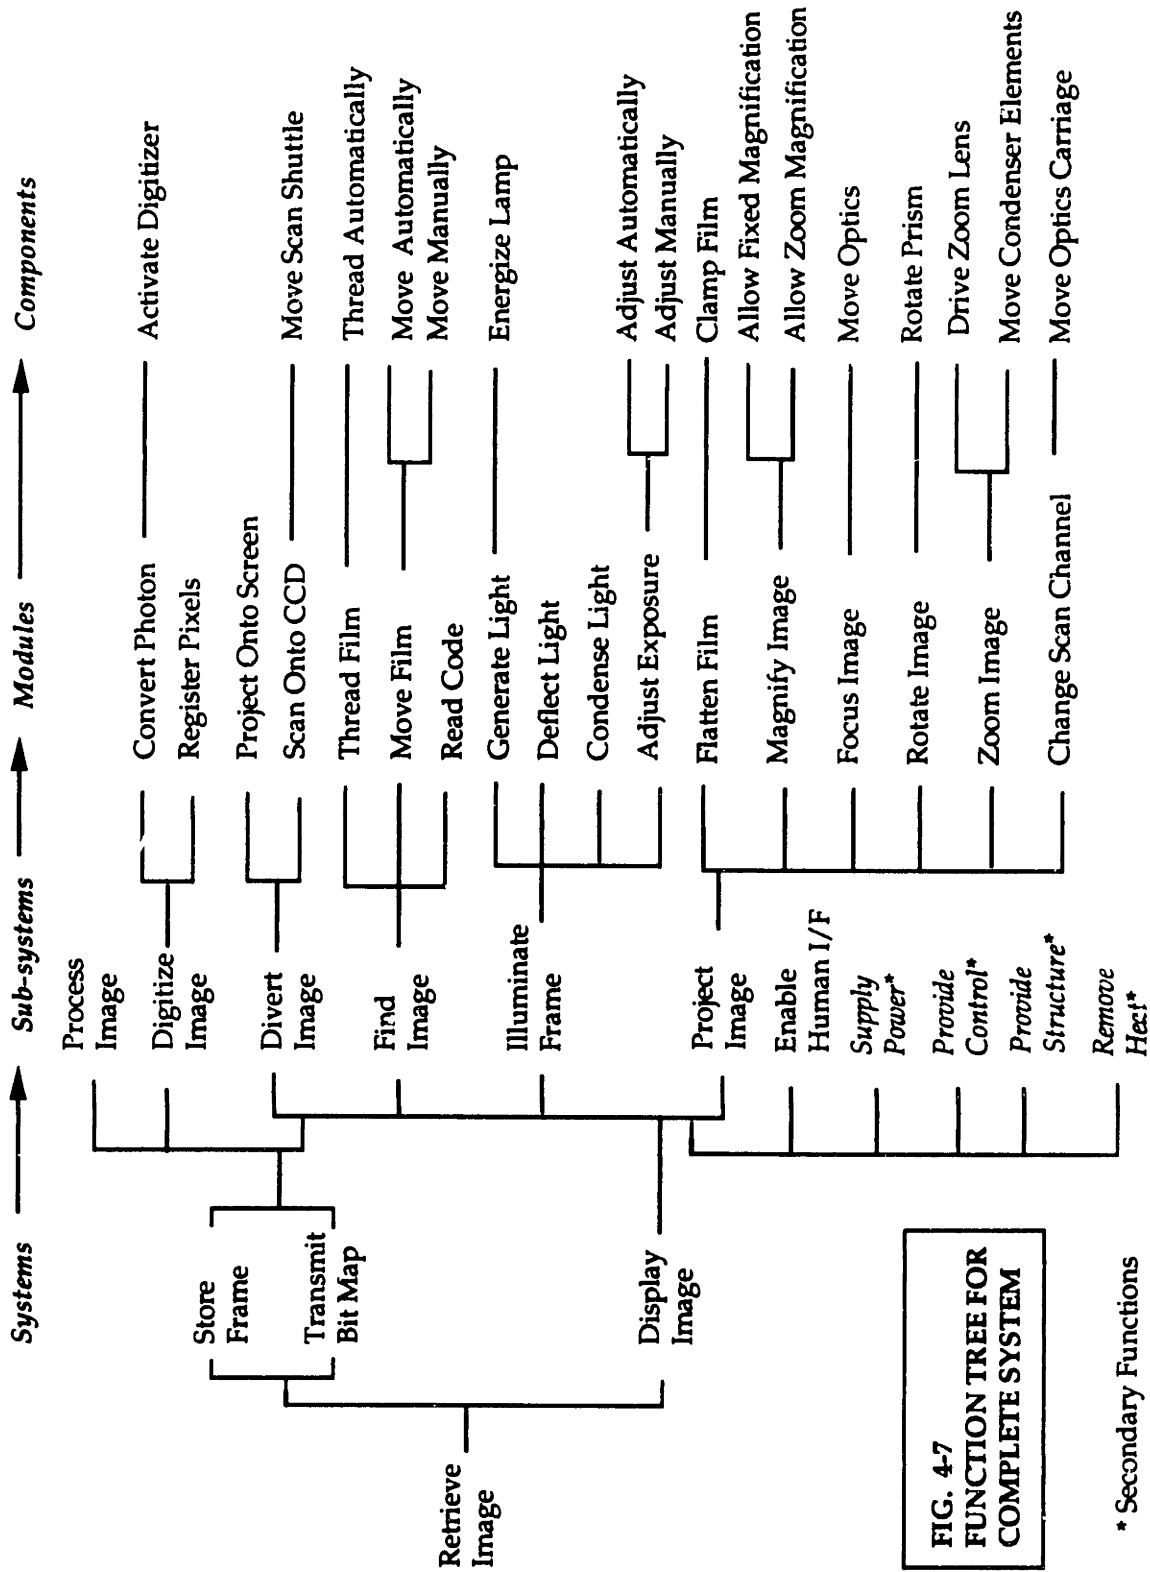 Systems
Sub-systems
Modules
Components
Retrieve
Image
Store
Frame
Transmit
Bit Map
Display
Image
Process
Image
Digitize
Image
Divert
Image
Find
Image
Illuminate
Frame
Project
Image
Enable
Human I/F
Supply
Power*
Provide
Control*
Provide
Structure*
Remove
Heat*
Convert Photon
Register Pixels
Project Onto Screen
Scan Onto CCD
Thread Film
Move Film
Read Code
Generate Light
Deflect Light
Condense Light
Adjust Exposure
Flatten Film
Magnify Image
Focus Image
Rotate Image
Zoom Image
Change Scan Channel
Activate Digitizer
Move Scan Shuttle
Thread Automatically
Move Automatically
Move Manually
Energize Lamp
Adjust Automatically
Adjust Manually
Clamp Film
Allow Fixed Magnification
Allow Zoom Magnification
Move Optics
Rotate Prism
Drive Zoom Lens
Move Condenser Elements
Move Optics Carriage
FIG. 4-7
FUNCTION TREE FOR
COMPLETE SYSTEM
* Secondary Functions